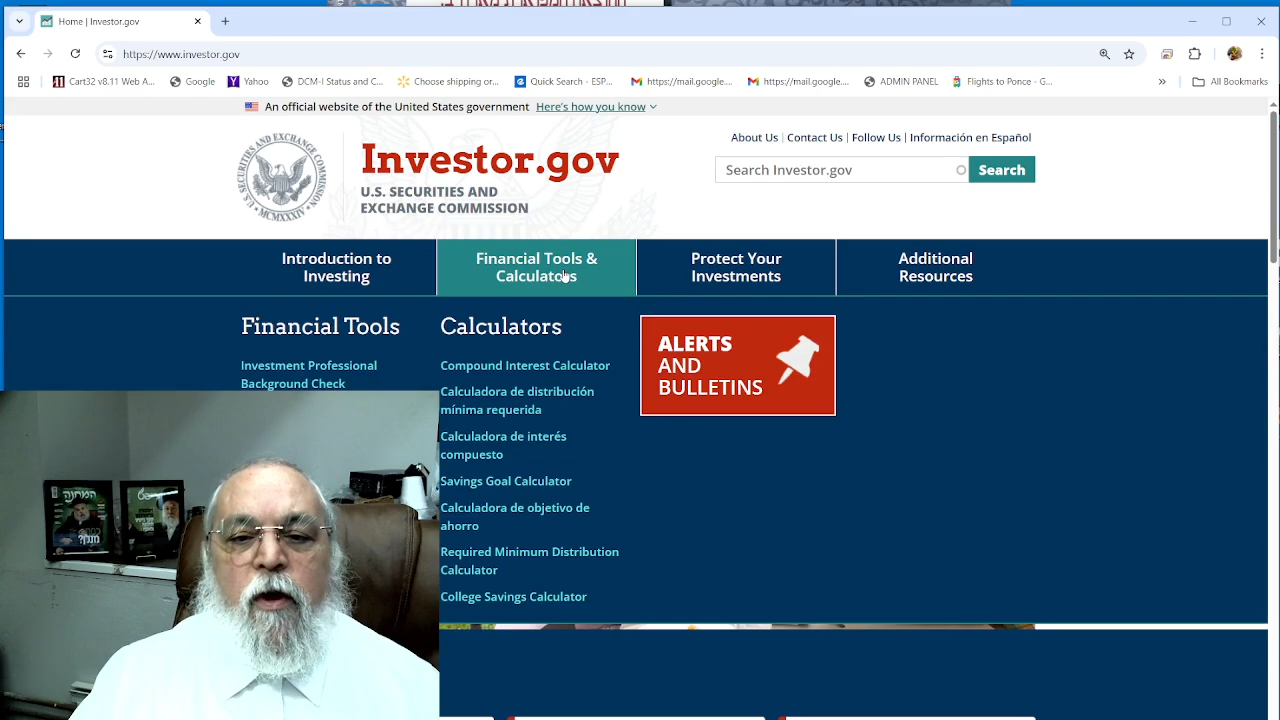 Home | Investor.gov
https://www.investor.gov
Cart32 v8.11 Web A...
Google
Yahoo
DCM-I Status and C...
Choose shipping or...
Quick Search - ESP...
https://mail.google....
https://mail.google....
ADMIN PANEL
Flights to Ponce - G...
»
All Bookmarks
An official website of the United States government Here's how you know
About Us | Contact Us | Follow Us | Información en Español
Investor.gov
U.S. SECURITIES AND
EXCHANGE COMMISSION
SECURITIES AND EXCHANGE COMMISSION
MCMXXXIV
Search Investor.gov
Search
Introduction to
Investing
Financial Tools &
Calculators
Protect Your
Investments
Additional
Resources
Financial Tools
Investment Professional
Background Check
Calculators
Compound Interest Calculator
Calculadora de distribución
mínima requerida
Calculadora de interés
compuesto
Savings Goal Calculator
Calculadora de objetivo de
ahorro
Required Minimum Distribution
Calculator
College Savings Calculator
ALERTS
AND
BULLETINS
המחנה